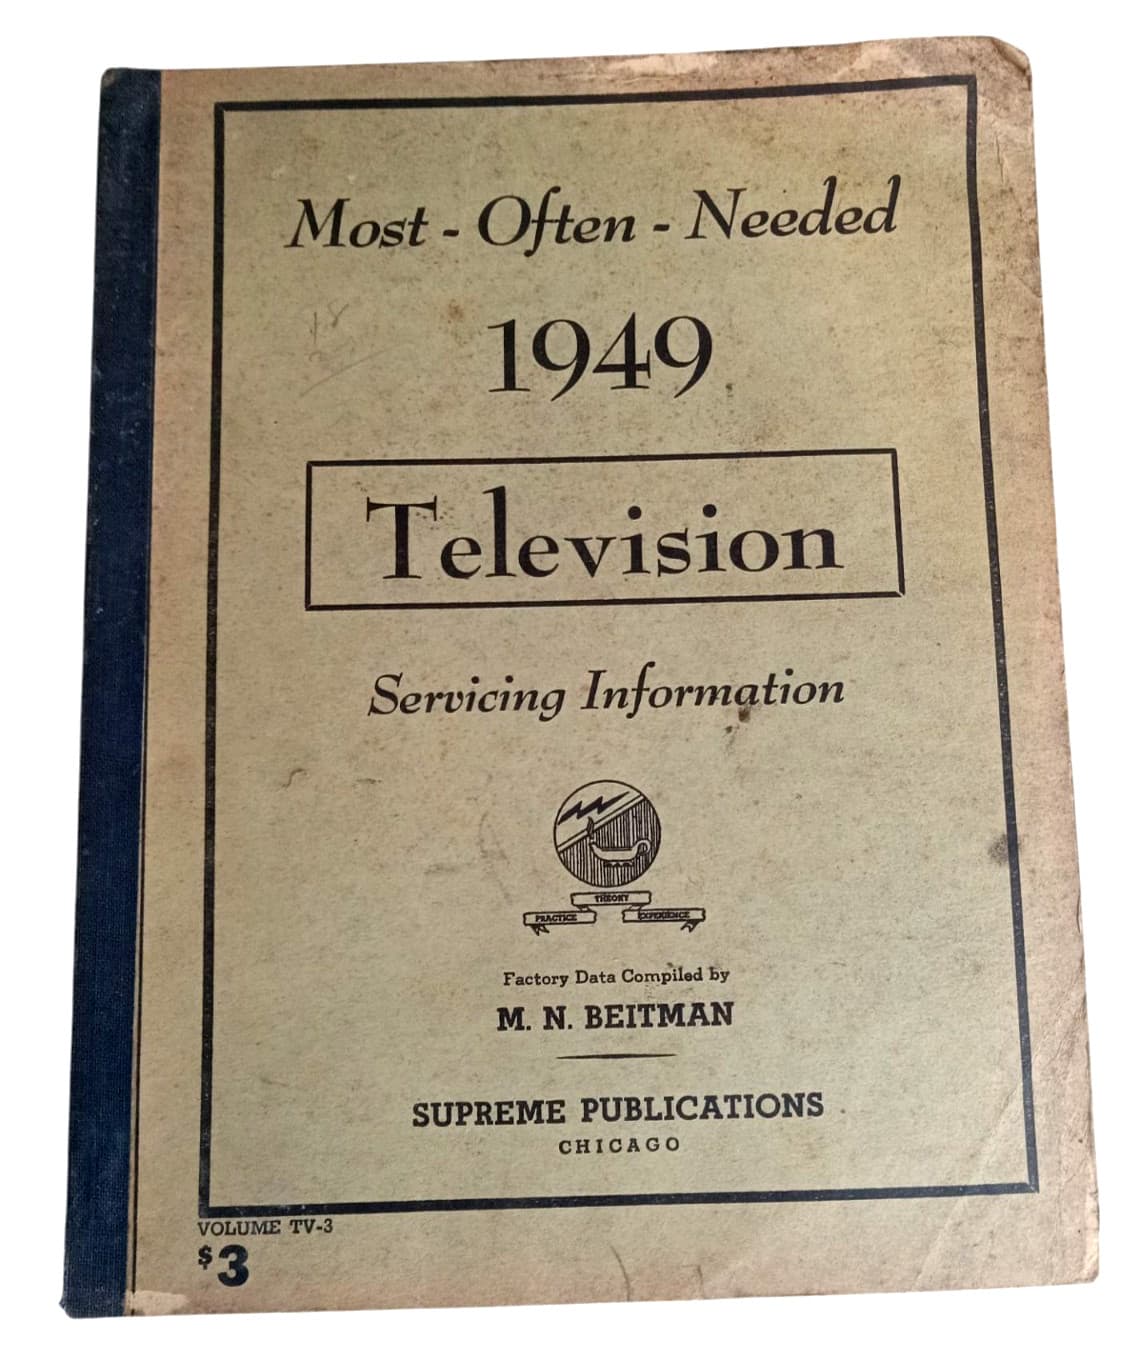 Most - Often - Needed
18
1949
Television
Servicing Information
THEORY
PRACTICE EXPERIENCE
Factory Data Compiled by
M. N. BEITMAN
SUPREME PUBLICATIONS
CHICAGO
VOLUME TV-3
$3